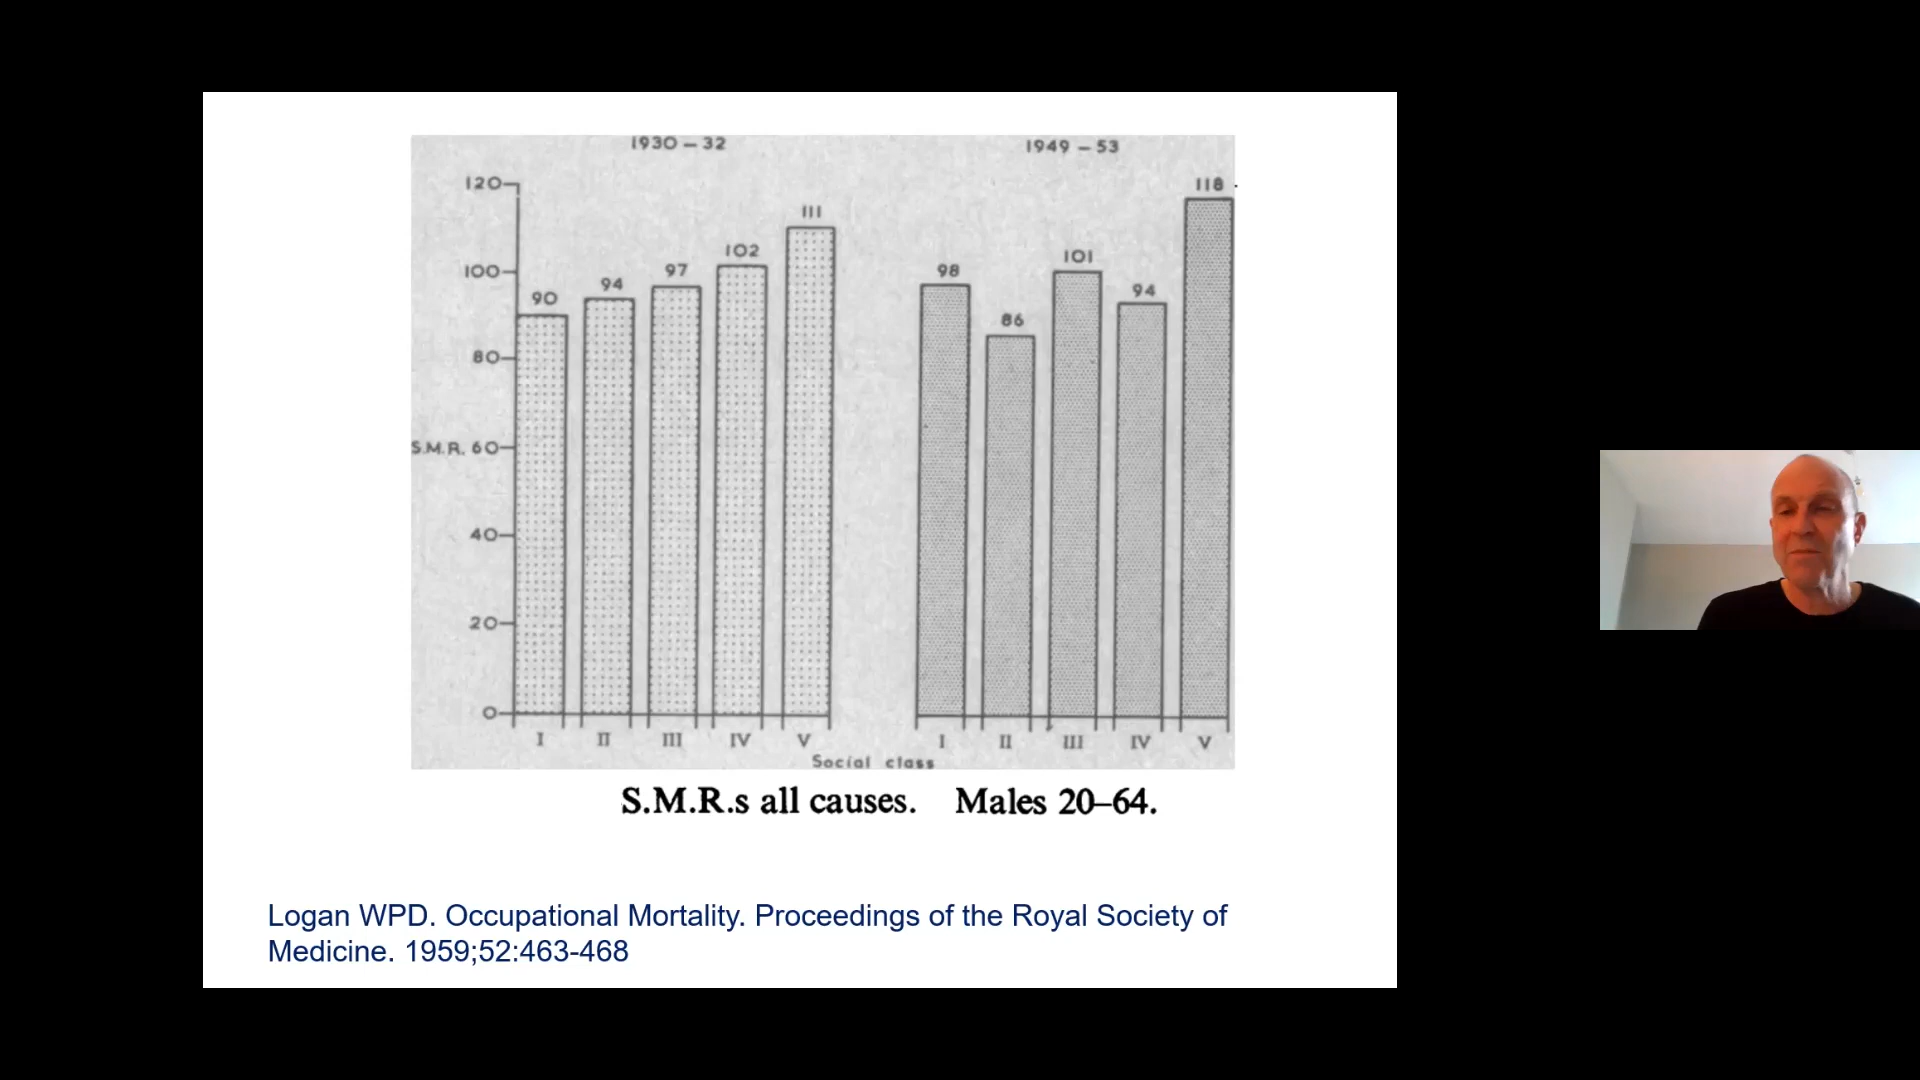 1930 – 32
1949 – 53
120
118
111
102
101
100
98
97
94
94
90
86
80
S.M.R. 60
40
20
0
I II III IV V I II III IV V
Social class
S.M.R.s all causes. Males 20–64.
Logan WPD. Occupational Mortality. Proceedings of the Royal Society of
Medicine. 1959;52:463-468